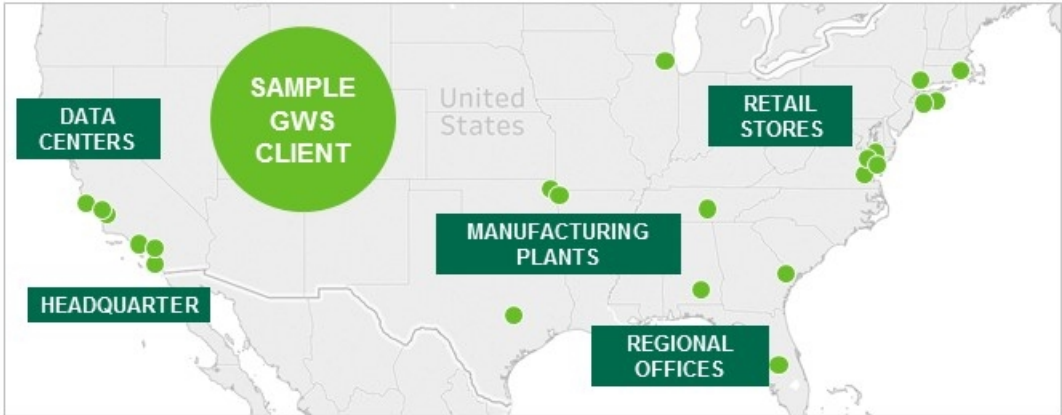 SAMPLE
GWS
CLIENT
United
States
DATA
CENTERS
RETAIL
STORES
MANUFACTURING
PLANTS
HEADQUARTER
REGIONAL
OFFICES